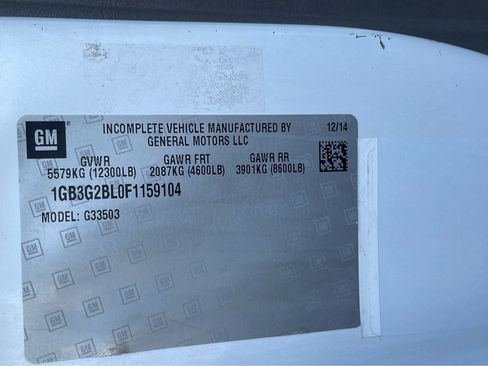 GM
INCOMPLETE VEHICLE MANUFACTURED BY
GENERAL MOTORS LLC
12/14
GVWR GAWR FRT GAWR RR
5579KG (12300LB) 2087KG (4600LB) 3901KG (8600LB)
1GB3G2BL0F1159104
MODEL: G33503